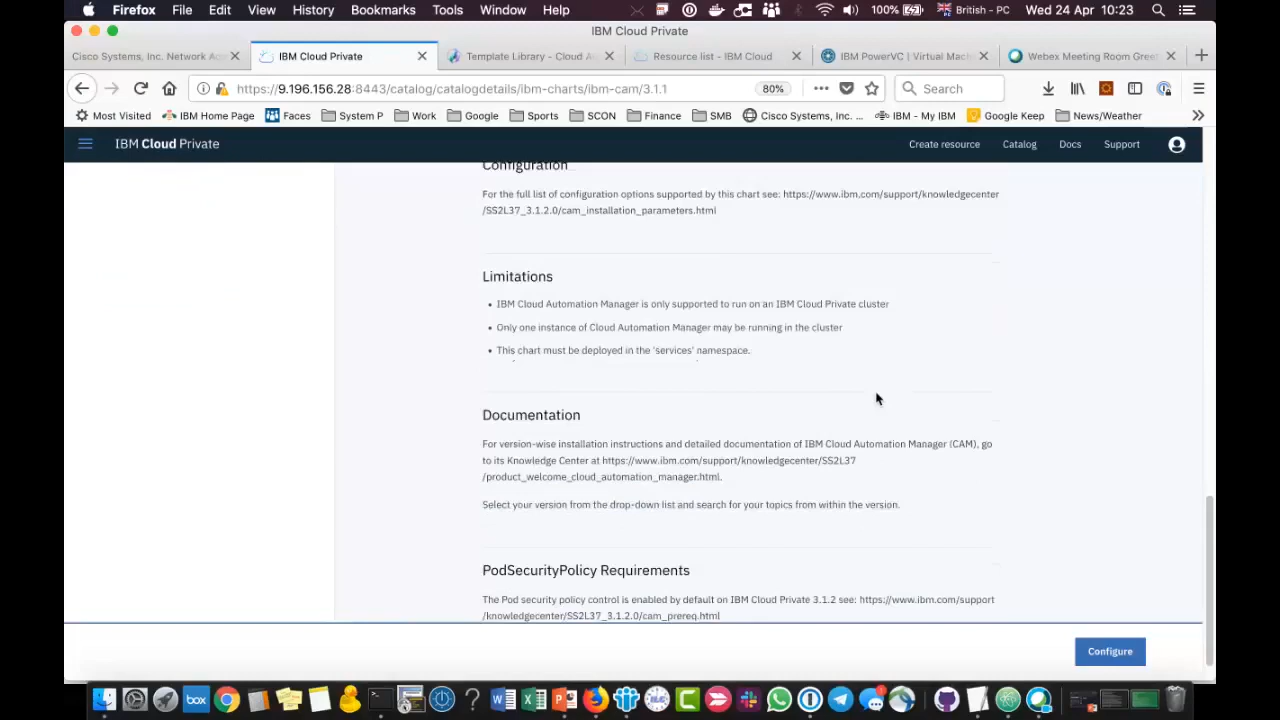 Firefox File Edit View History Bookmarks Tools Window Help 100% British - PC Wed 24 Apr 10:23
IBM Cloud Private
Cisco Systems, Inc. Network Acc IBM Cloud Private Template Library - Cloud A Resource list - IBM Cloud IBM PowerVC | Virtual Machi Webex Meeting Room Gree
https://9.196.156.28:8443/catalog/catalogdetails/ibm-charts/ibm-cam/3.1.1 80% Search
Most Visited IBM Home Page Faces System P Work Google Sports SCON Finance SMB Cisco Systems, Inc. ... IBM - My IBM Google Keep News/Weather
IBM Cloud Private Create resource Catalog Docs Support
Configuration
For the full list of configuration options supported by this chart see: https://www.ibm.com/support/knowledgecenter
/SS2L37_3.1.2.0/cam_installation_parameters.html
Limitations
• IBM Cloud Automation Manager is only supported to run on an IBM Cloud Private cluster
• Only one instance of Cloud Automation Manager may be running in the cluster
• This chart must be deployed in the 'services' namespace.
Documentation
For version-wise installation instructions and detailed documentation of IBM Cloud Automation Manager (CAM), go
to its Knowledge Center at https://www.ibm.com/support/knowledgecenter/SS2L37
/product_welcome_cloud_automation_manager.html.
Select your version from the drop-down list and search for your topics from within the version.
PodSecurityPolicy Requirements
The Pod security policy control is enabled by default on IBM Cloud Private 3.1.2 see: https://www.ibm.com/support
/knowledgecenter/SS2L37_3.1.2.0/cam_prereq.html
Configure
box